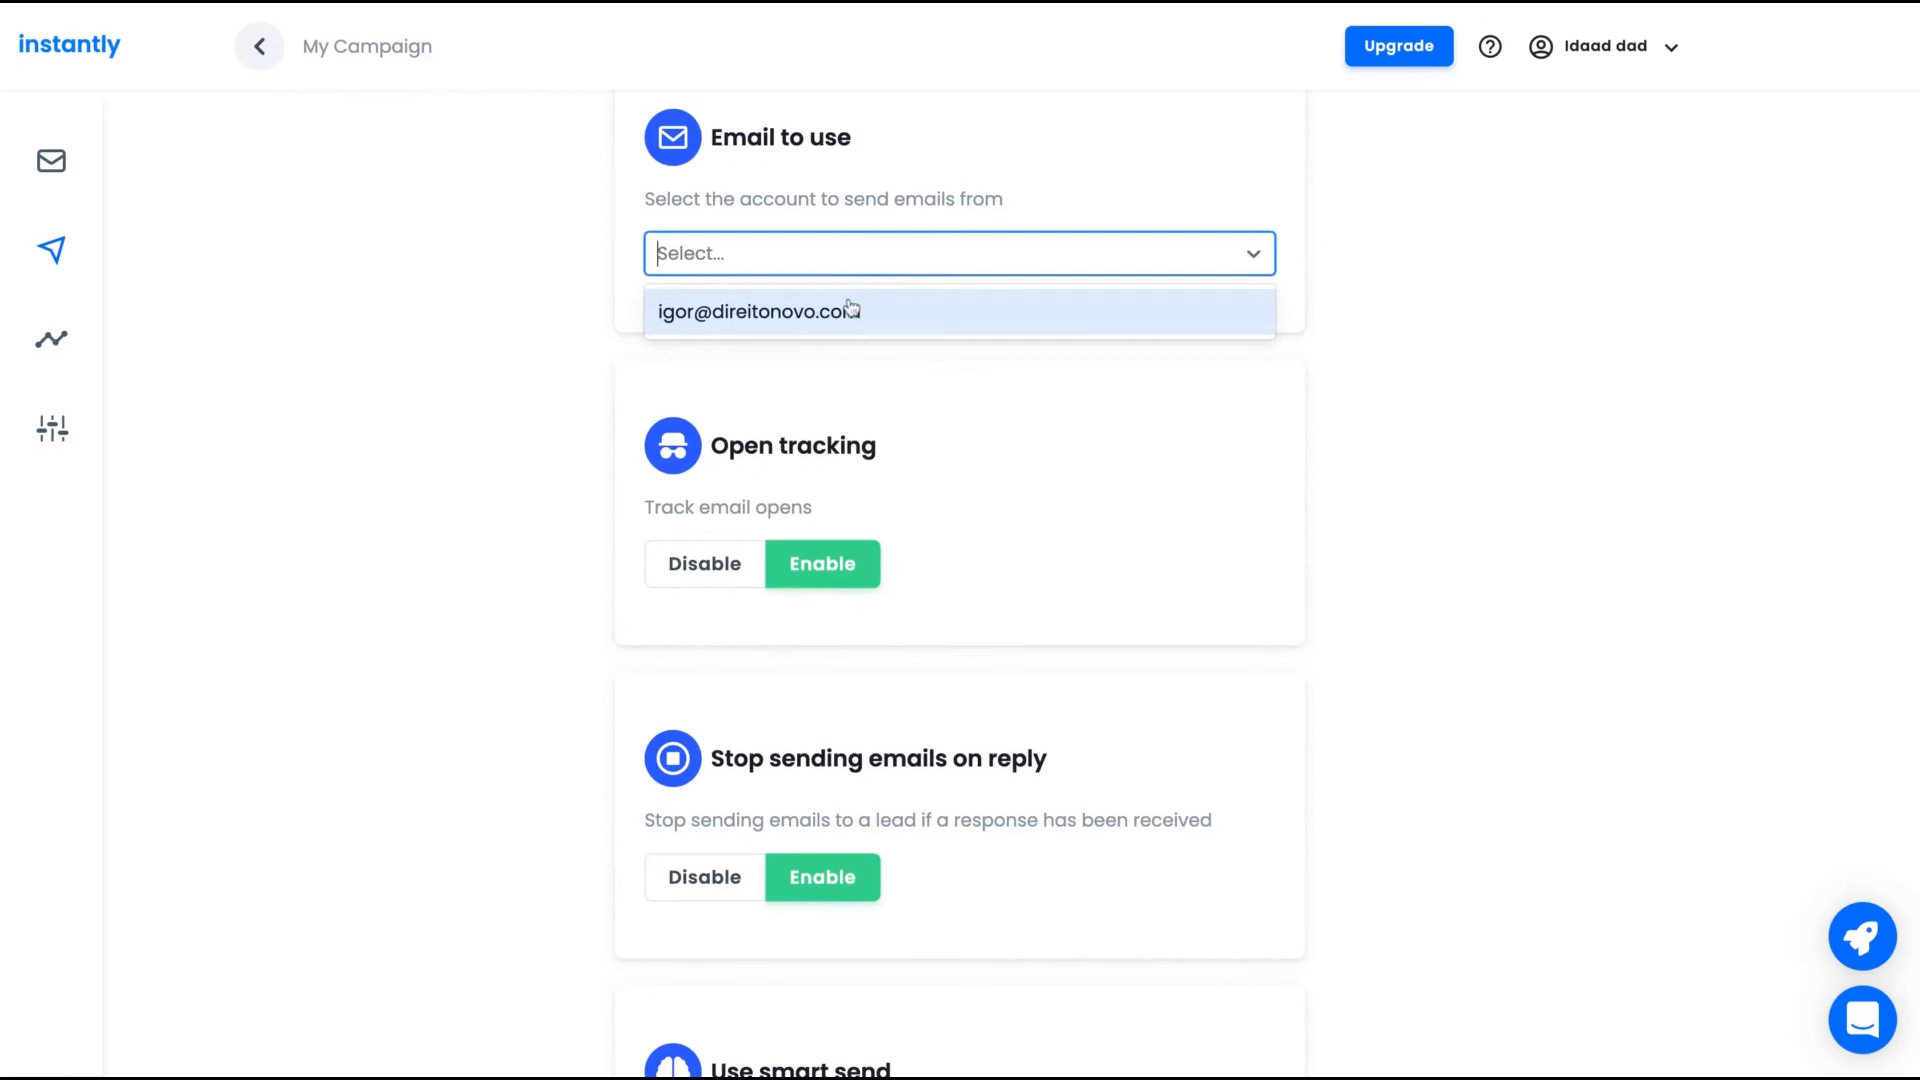 instantly
My Campaign
Upgrade
Idaad dad
Email to use
Select the account to send emails from
Select...
igor@direitonovo.com
Open tracking
Track email opens
Disable
Enable
Stop sending emails on reply
Stop sending emails to a lead if a response has been received
Disable
Enable
Use smart send